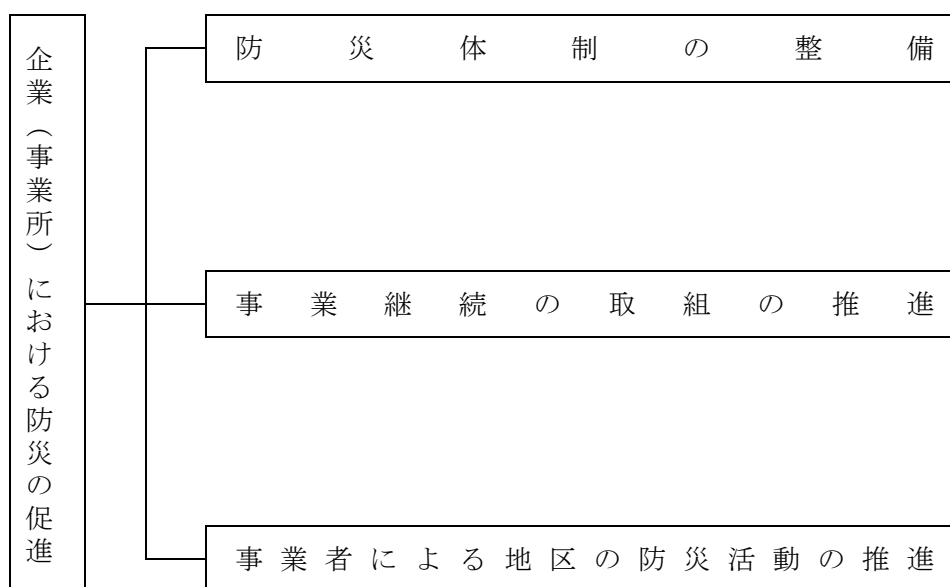 企業（事業所）における防災の促進
防災体制の整備
事業継続の取組の推進
事業者による地区の防災活動の推進